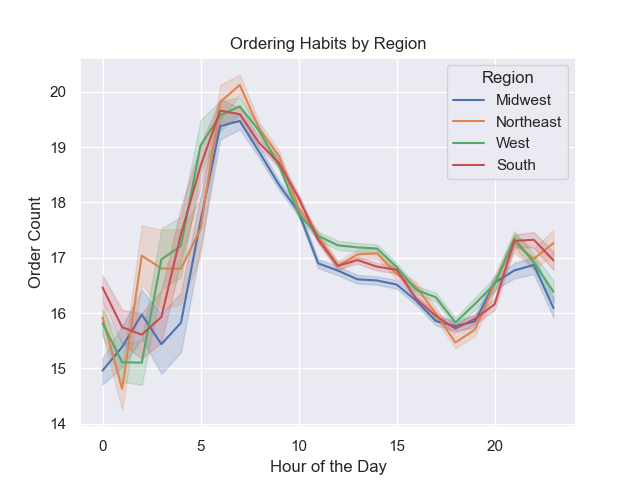 Ordering Habits by Region
Region
Midwest
Northeast
West
South
Order Count
20
19
18
17
16
15
14
0 5 10 15 20
Hour of the Day